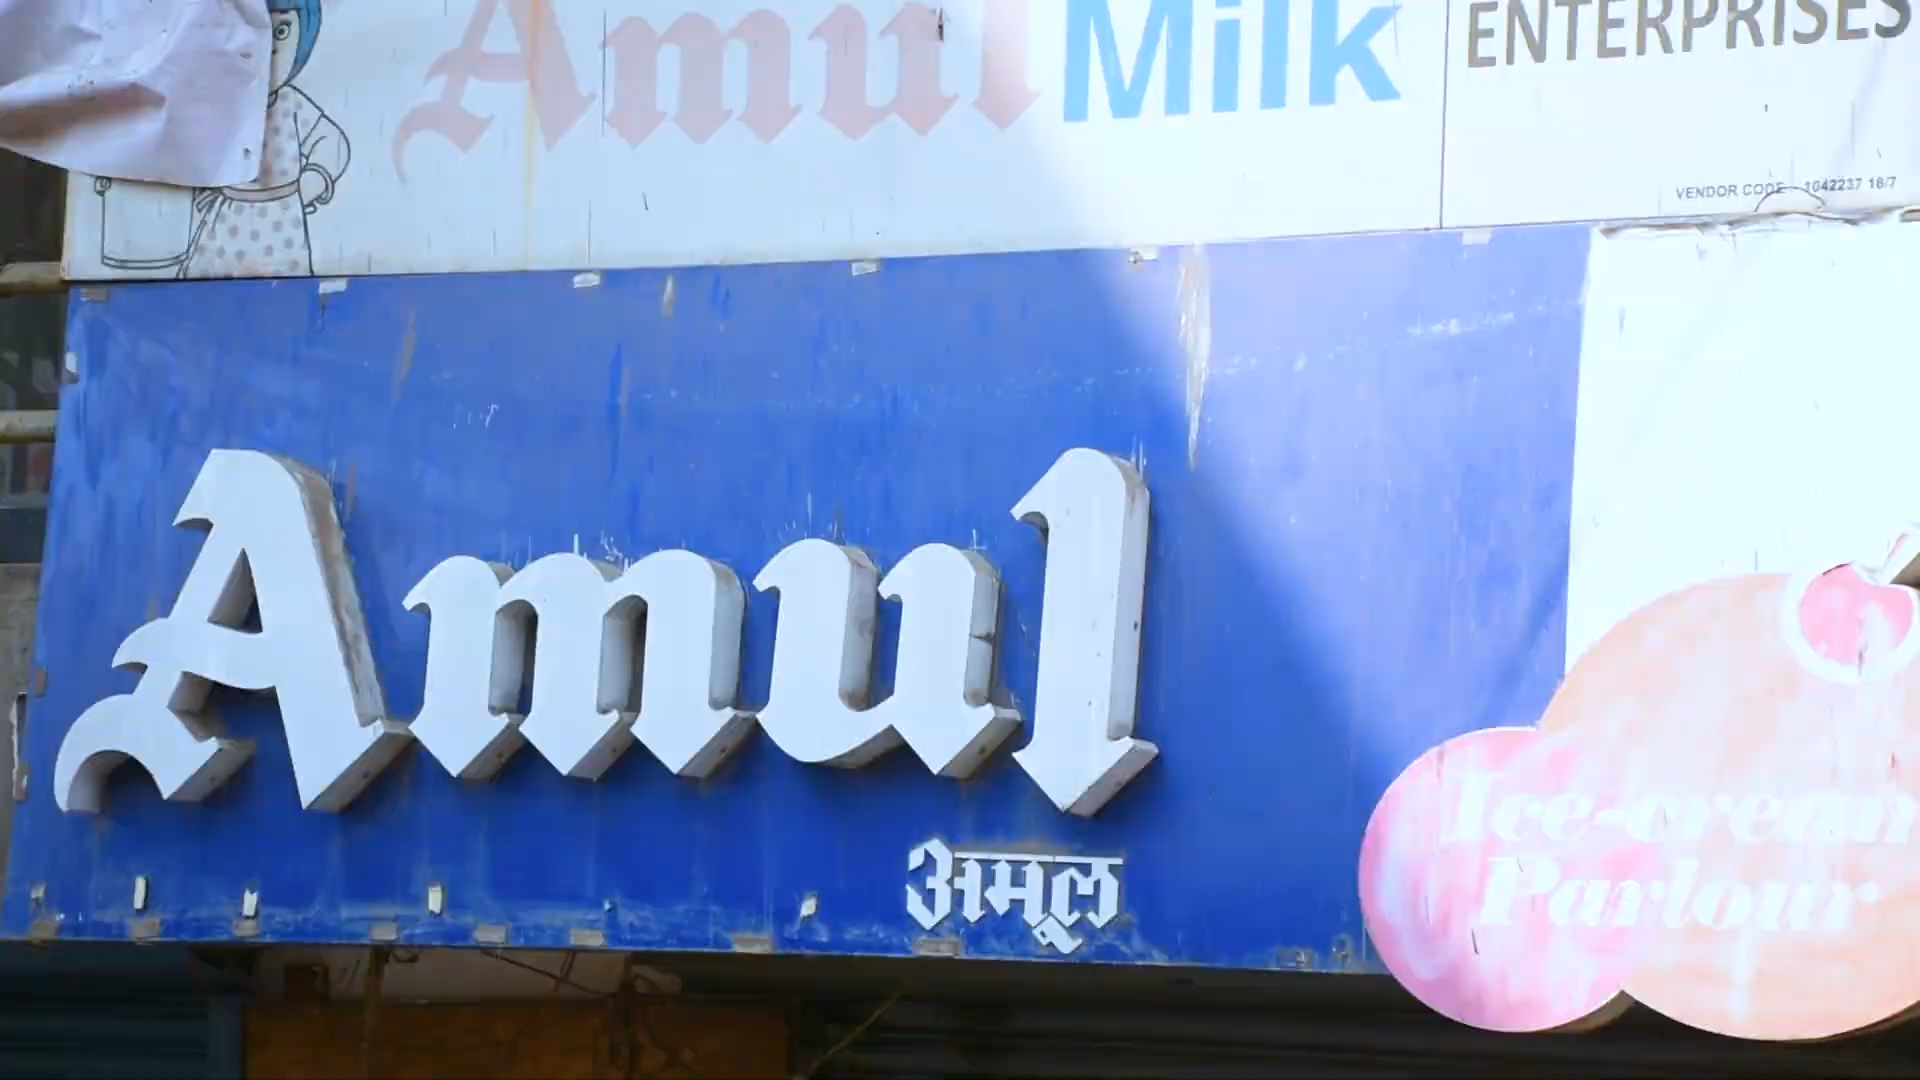 Amul Milk
ENTERPRISES
VENDOR CODE 1042237 18/7
Amul
अमूल
Ice-cream
Parlour